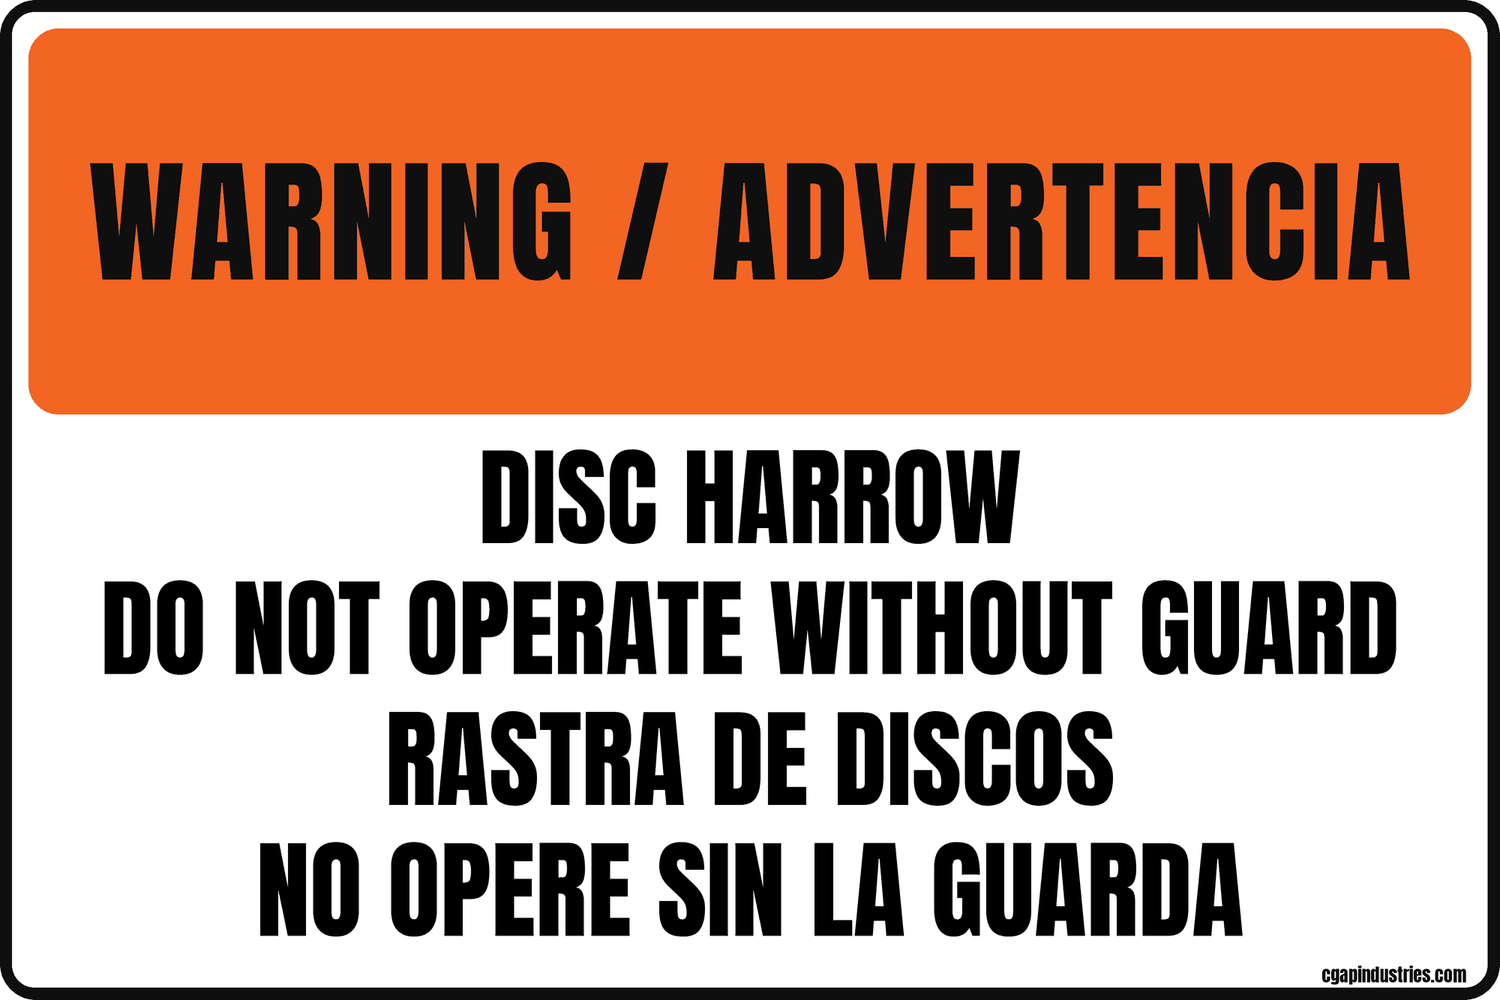 WARNING / ADVERTENCIA
DISC HARROW
DO NOT OPERATE WITHOUT GUARD
RASTRA DE DISCOS
NO OPERE SIN LA GUARDA
cgapindustries.com